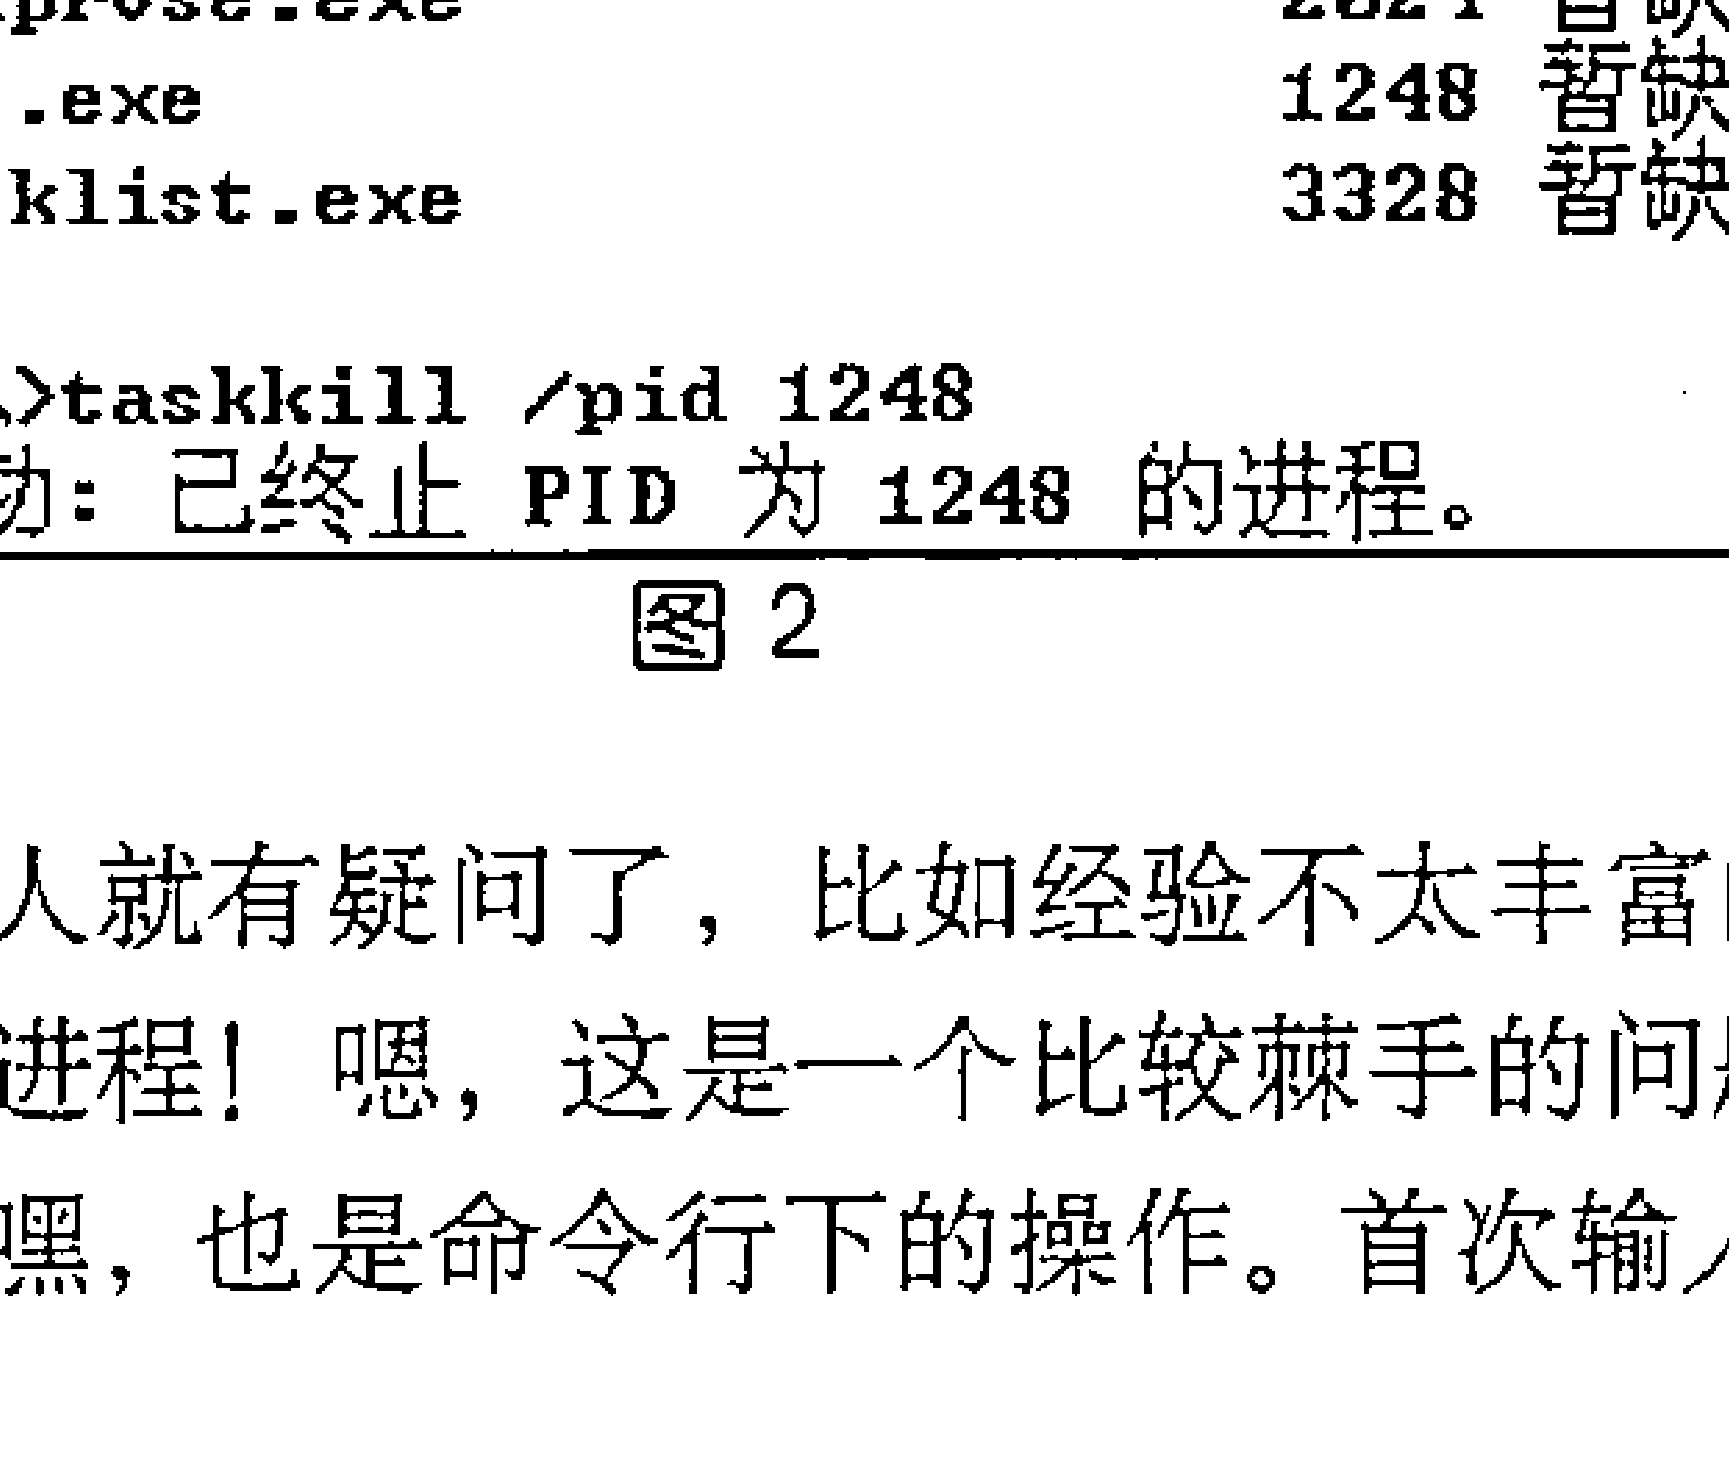 .exe 1248 暂缺
klist.exe 3328 暂缺
>taskkill /pid 1248
: 已终止 PID 为 1248 的进程。
图 2
人就有疑问了，比如经验不太丰富
进程！嗯，这是一个比较棘手的问
嘿，也是命令行下的操作。首次输